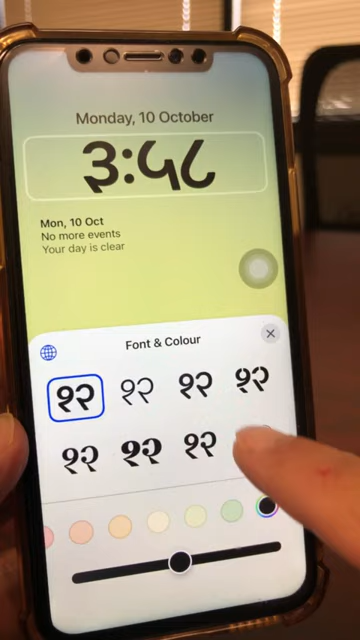 Monday, 10 October
३:५८
Mon, 10 Oct
No more events
Your day is clear
Font & Colour
१२ १२ १२ १२
१२ १२ १२